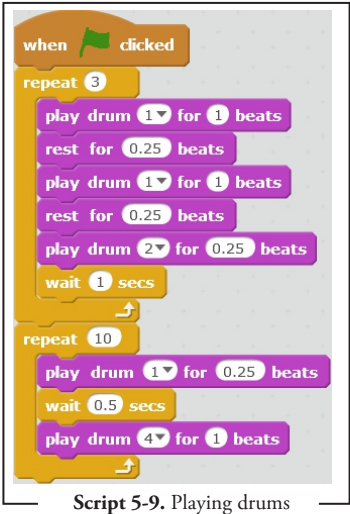 when clicked
repeat 3
play drum 1 for 1 beats
rest for 0.25 beats
play drum 1 for 1 beats
rest for 0.25 beats
play drum 2 for 0.25 beats
wait 1 secs
repeat 10
play drum 1 for 0.25 beats
wait 0.5 secs
play drum 4 for 1 beats
Script 5-9. Playing drums